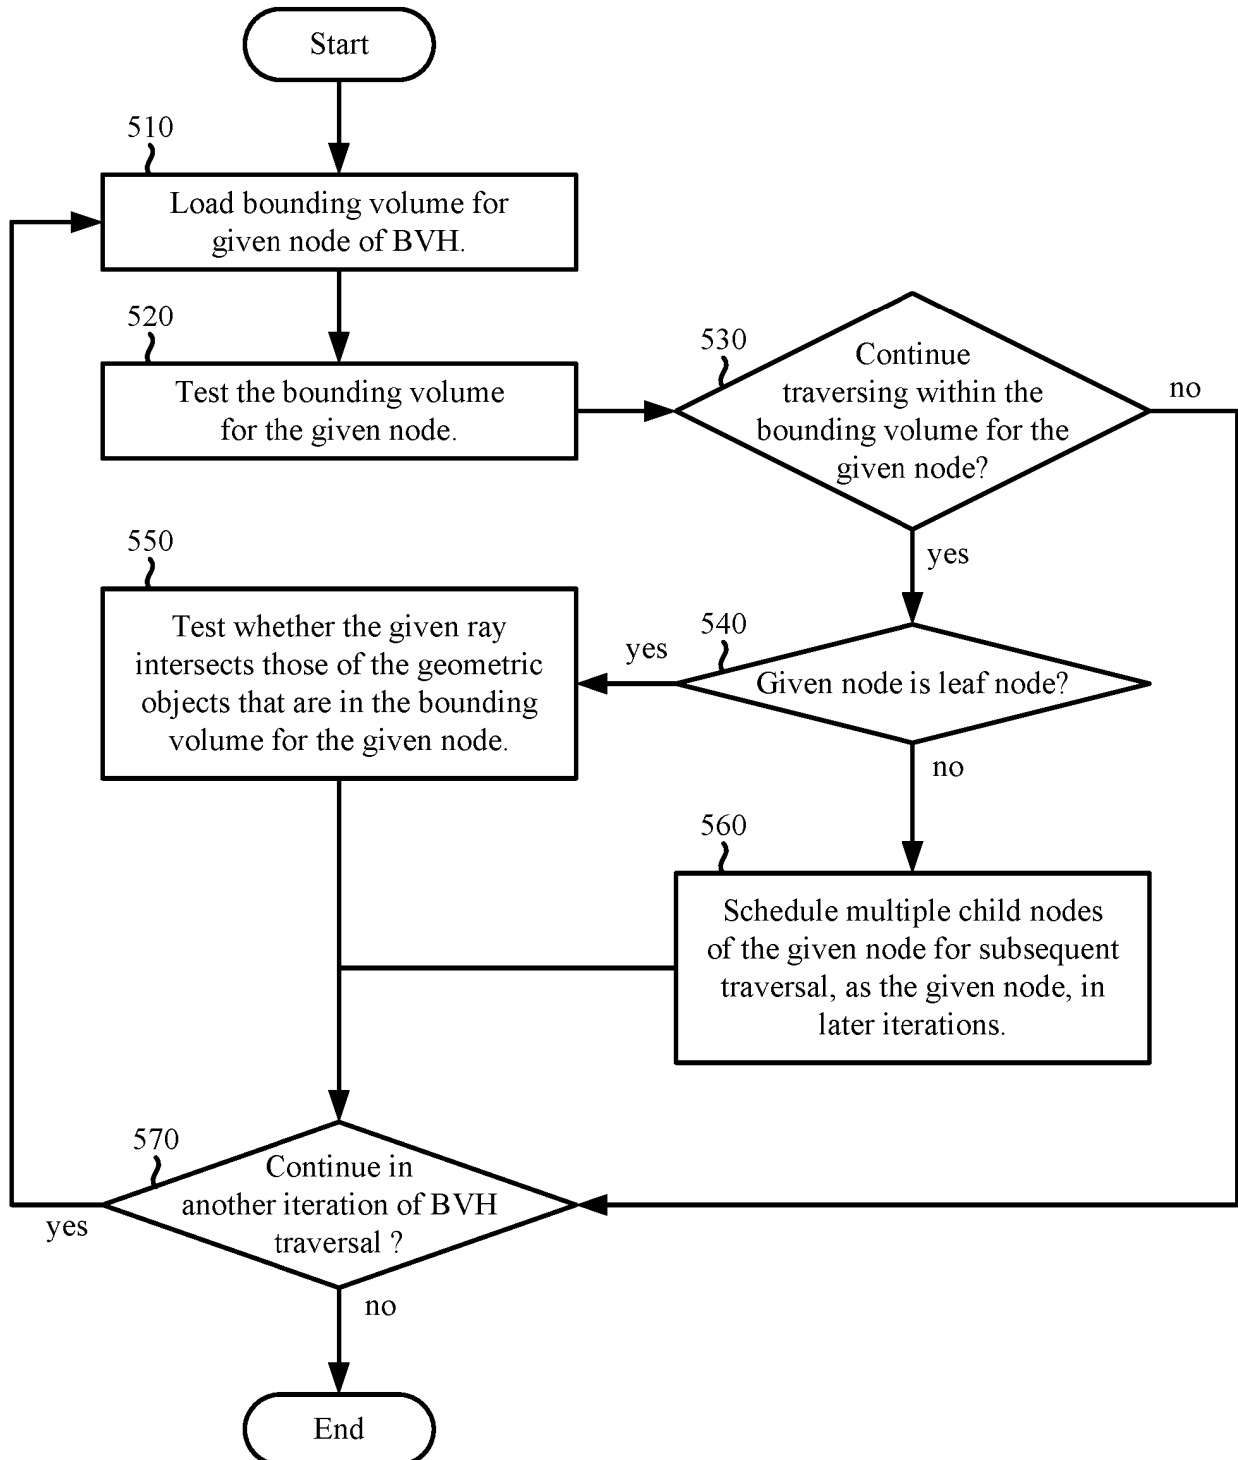 Start
510
Load bounding volume for
given node of BVH.
520
Test the bounding volume
for the given node.
530
Continue
traversing within the
bounding volume for the
given node?
no
yes
540
Given node is leaf node?
yes
no
550
Test whether the given ray
intersects those of the geometric
objects that are in the bounding
volume for the given node.
560
Schedule multiple child nodes
of the given node for subsequent
traversal, as the given node, in
later iterations.
570
Continue in
another iteration of BVH
traversal ?
yes
no
End